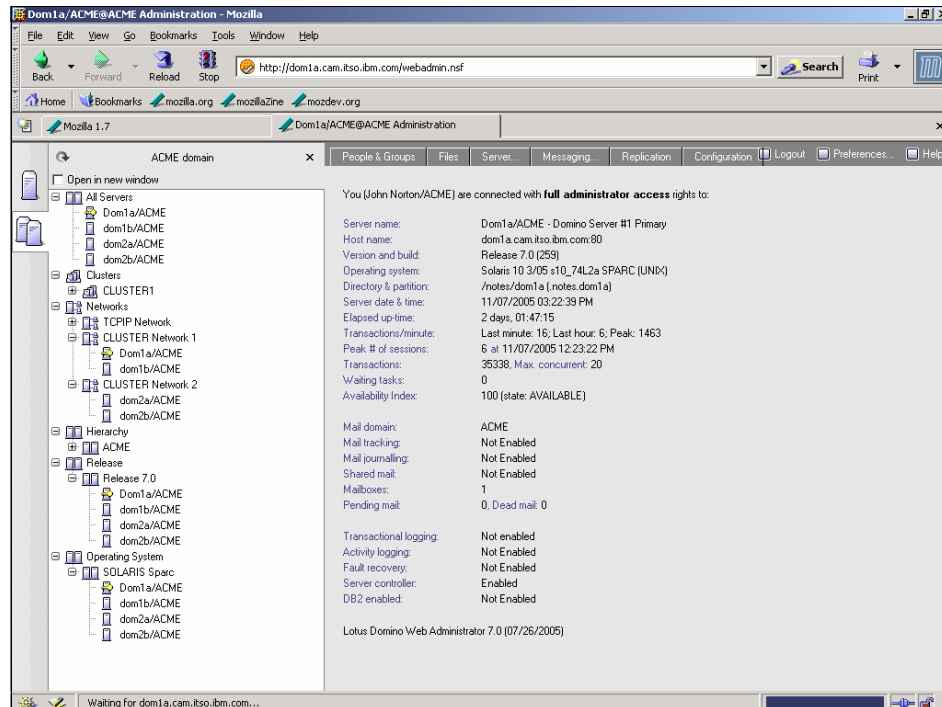 Dom1a/ACME@ACME Administration - Mozilla
File Edit View Go Bookmarks Tools Window Help
Back Forward Reload Stop http://dom1a.cam.itso.ibm.com/webadmin.nsf Search Print
Home Bookmarks mozilla.org mozillaZine mozdev.org
Mozilla 1.7 Dom1a/ACME@ACME Administration
ACME domain
People & Groups Files Server... Messaging... Replication Configuration Logout Preferences... Help
Open in new window
All Servers
Dom1a/ACME
dom1b/ACME
dom2a/ACME
dom2b/ACME
Clusters
CLUSTER1
Networks
TCPIP Network
CLUSTER Network 1
Dom1a/ACME
dom1b/ACME
CLUSTER Network 2
dom2a/ACME
dom2b/ACME
Hierarchy
ACME
Release
Release 7.0
Dom1a/ACME
dom1b/ACME
dom2a/ACME
dom2b/ACME
Operating System
SOLARIS Sparc
Dom1a/ACME
dom1b/ACME
dom2a/ACME
dom2b/ACME
You (John Norton/ACME) are connected with full administrator access rights to:
Server name: Dom1a/ACME - Domino Server #1 Primary
Host name: dom1a.cam.itso.ibm.com:80
Version and build: Release 7.0 (259)
Operating system: Solaris 10 3/05 s10_74L2a SPARC (UNIX)
Directory & partition: /notes/dom1a (.notes.dom1a)
Server date & time: 11/07/2005 03:22:39 PM
Elapsed up-time: 2 days, 01:47:15
Transactions/minute: Last minute: 16; Last hour: 6; Peak: 1463
Peak # of sessions: 6 at 11/07/2005 12:23:22 PM
Transactions: 35338, Max. concurrent: 20
Waiting tasks: 0
Availability Index: 100 (state: AVAILABLE)
Mail domain: ACME
Mail tracking: Not Enabled
Mail journalling: Not Enabled
Shared mail: Not Enabled
Mailboxes: 1
Pending mail: 0, Dead mail: 0
Transactional logging: Not enabled
Activity logging: Not Enabled
Fault recovery: Not Enabled
Server controller: Enabled
DB2 enabled: Not Enabled
Lotus Domino Web Administrator 7.0 (07/26/2005)
Waiting for dom1a.cam.itso.ibm.com...